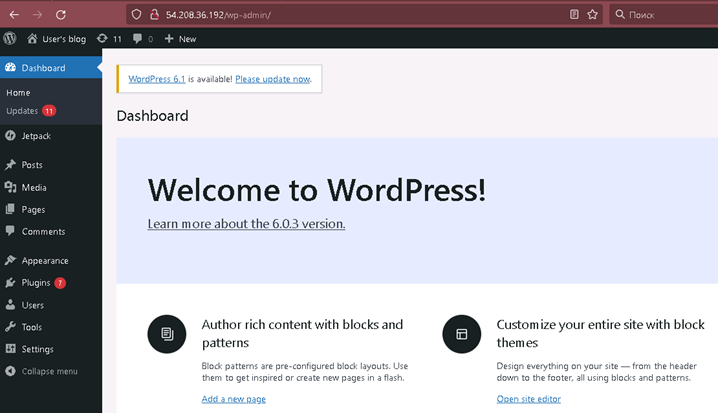 54.208.36.192/wp-admin/
Поиск
User's blog 11 0 New
Dashboard
Home
Updates 11
Jetpack
Posts
Media
Pages
Comments
Appearance
Plugins 7
Users
Tools
Settings
Collapse menu
WordPress 6.1 is available! Please update now.
Dashboard
Welcome to WordPress!
Learn more about the 6.0.3 version.
Author rich content with blocks and
patterns
Block patterns are pre-configured block layouts. Use
them to get inspired or create new pages in a flash.
Add a new page
Customize your entire site with block
themes
Design everything on your site — from the header
down to the footer, all using blocks and patterns.
Open site editor